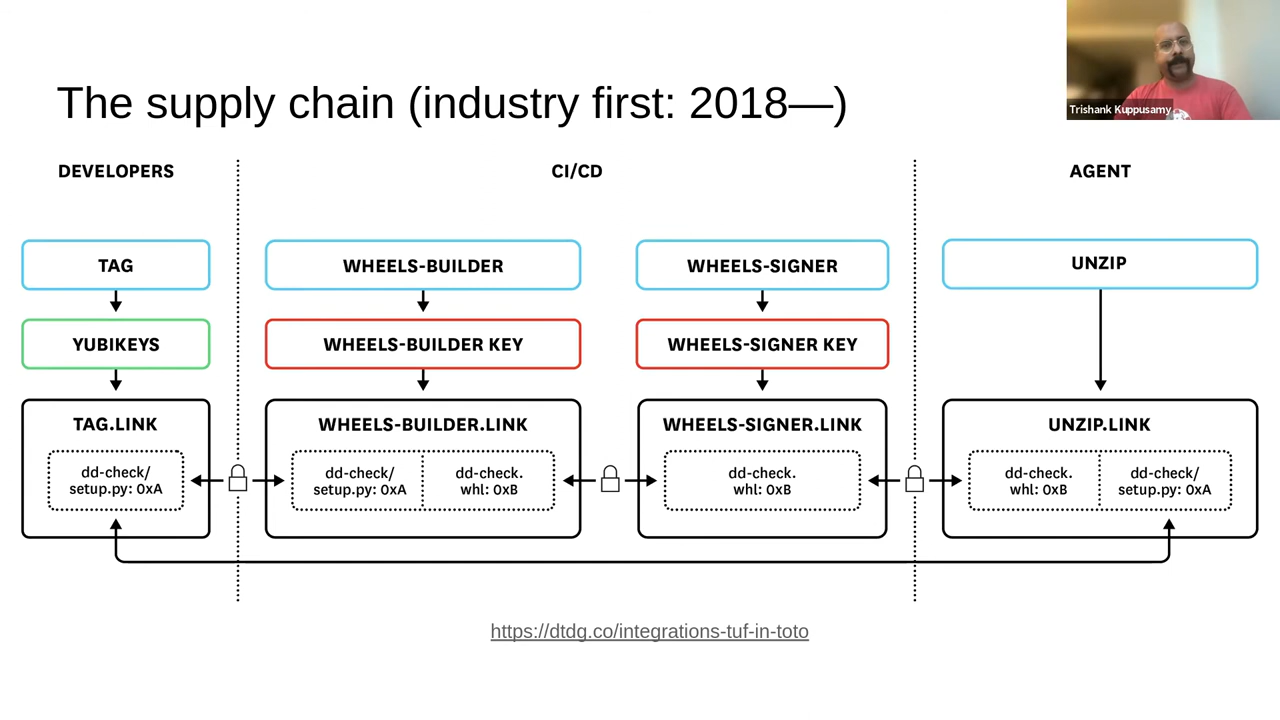 The supply chain (industry first: 2018—)
Trishank Kuppusamy
DEVELOPERS
CI/CD
AGENT
TAG
WHEELS-BUILDER
WHEELS-SIGNER
UNZIP
YUBIKEYS
WHEELS-BUILDER KEY
WHEELS-SIGNER KEY
TAG.LINK
WHEELS-BUILDER.LINK
WHEELS-SIGNER.LINK
UNZIP.LINK
dd-check/
setup.py: 0xA
dd-check/
setup.py: 0xA
dd-check.
whl: 0xB
dd-check.
whl: 0xB
dd-check.
whl: 0xB
dd-check/
setup.py: 0xA
https://dtdg.co/integrations-tuf-in-toto